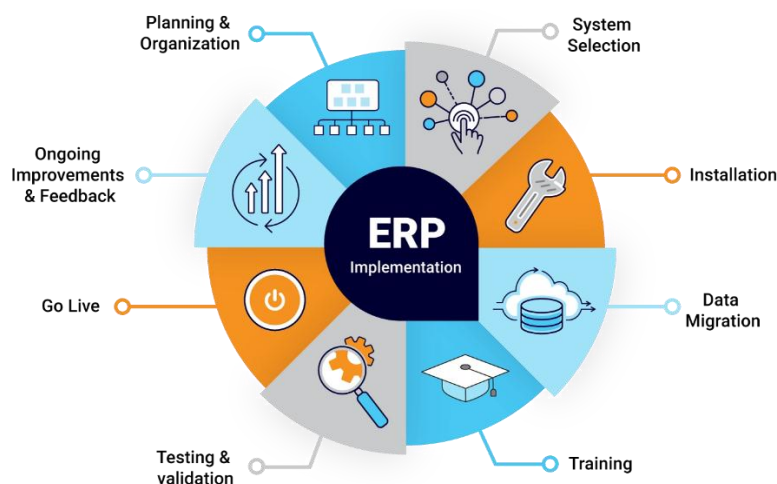 Planning &
Organization
System
Selection
Ongoing
Improvements
& Feedback
Installation
ERP
Implementation
Go Live
Data
Migration
Testing &
validation
Training